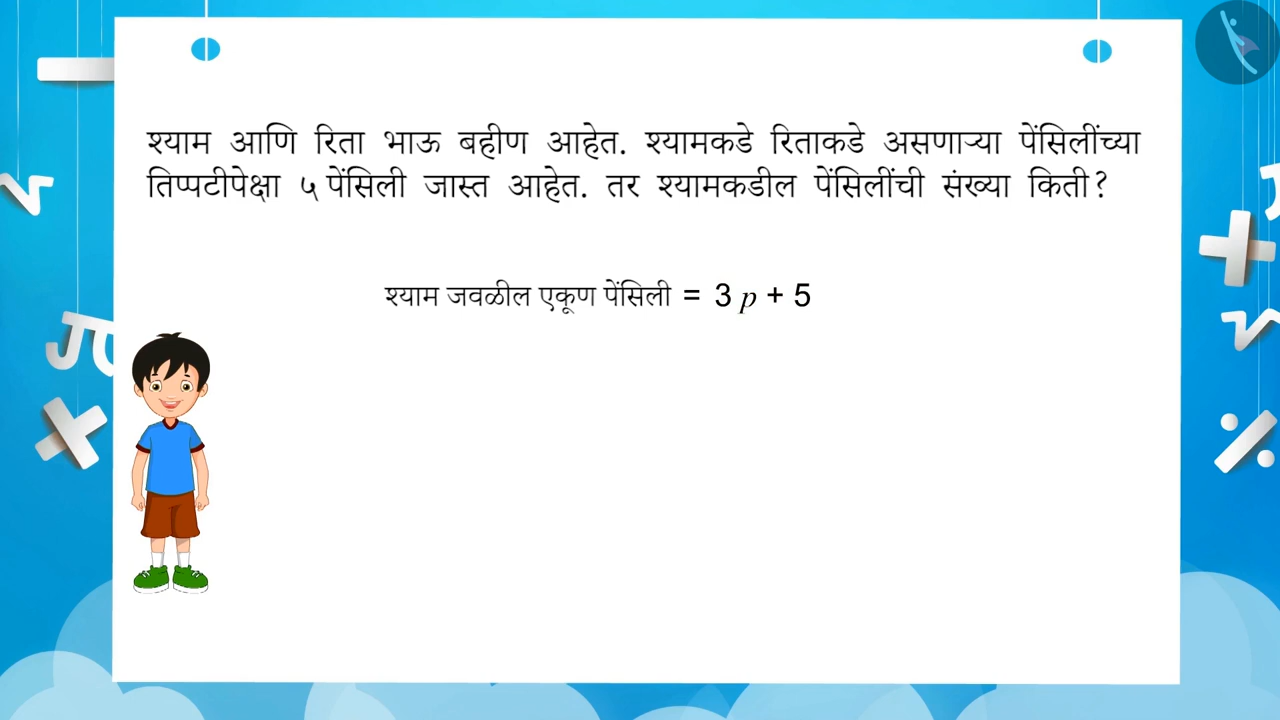 श्याम आणि रिता भाऊ बहीण आहेत. श्यामकडे रिताकडे असणाऱ्या पेंसिलींच्या
तिप्पटीपेक्षा ५ पेंसिली जास्त आहेत. तर श्यामकडील पेंसिलींची संख्या किती?
श्याम जवळील एकूण पेंसिली = 3 p + 5